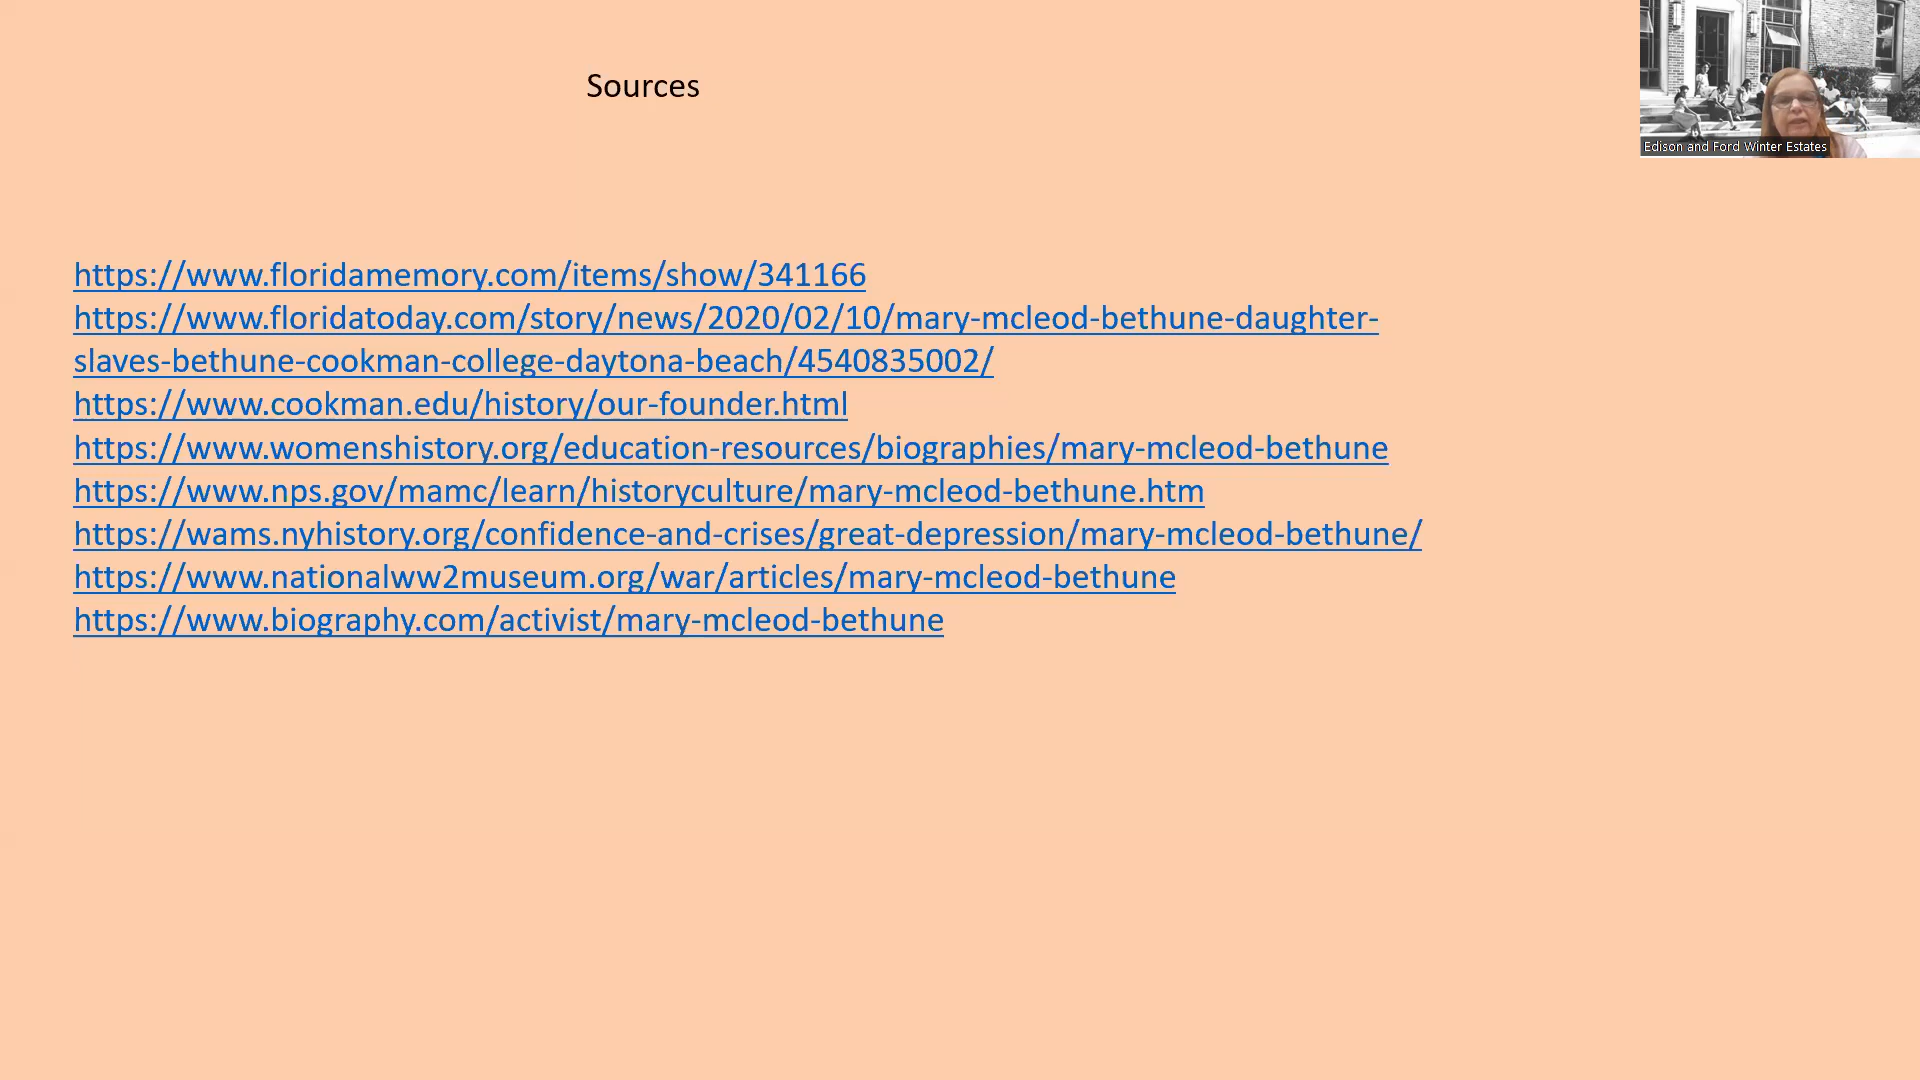 Sources
Edison and Ford Winter Estates
https://www.floridamemory.com/items/show/341166
https://www.floridatoday.com/story/news/2020/02/10/mary-mcleod-bethune-daughter-
slaves-bethune-cookman-college-daytona-beach/4540835002/
https://www.cookman.edu/history/our-founder.html
https://www.womenshistory.org/education-resources/biographies/mary-mcleod-bethune
https://www.nps.gov/mamc/learn/historyculture/mary-mcleod-bethune.htm
https://wams.nyhistory.org/confidence-and-crises/great-depression/mary-mcleod-bethune/
https://www.nationalww2museum.org/war/articles/mary-mcleod-bethune
https://www.biography.com/activist/mary-mcleod-bethune